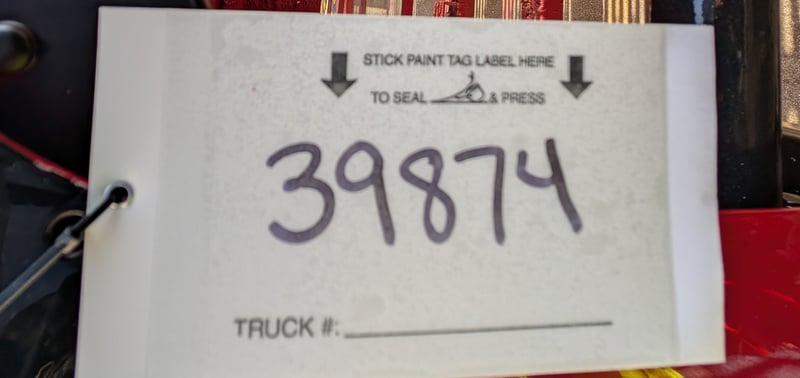 STICK PAINT TAG LABEL HERE
TO SEAL & PRESS
39874
TRUCK #: